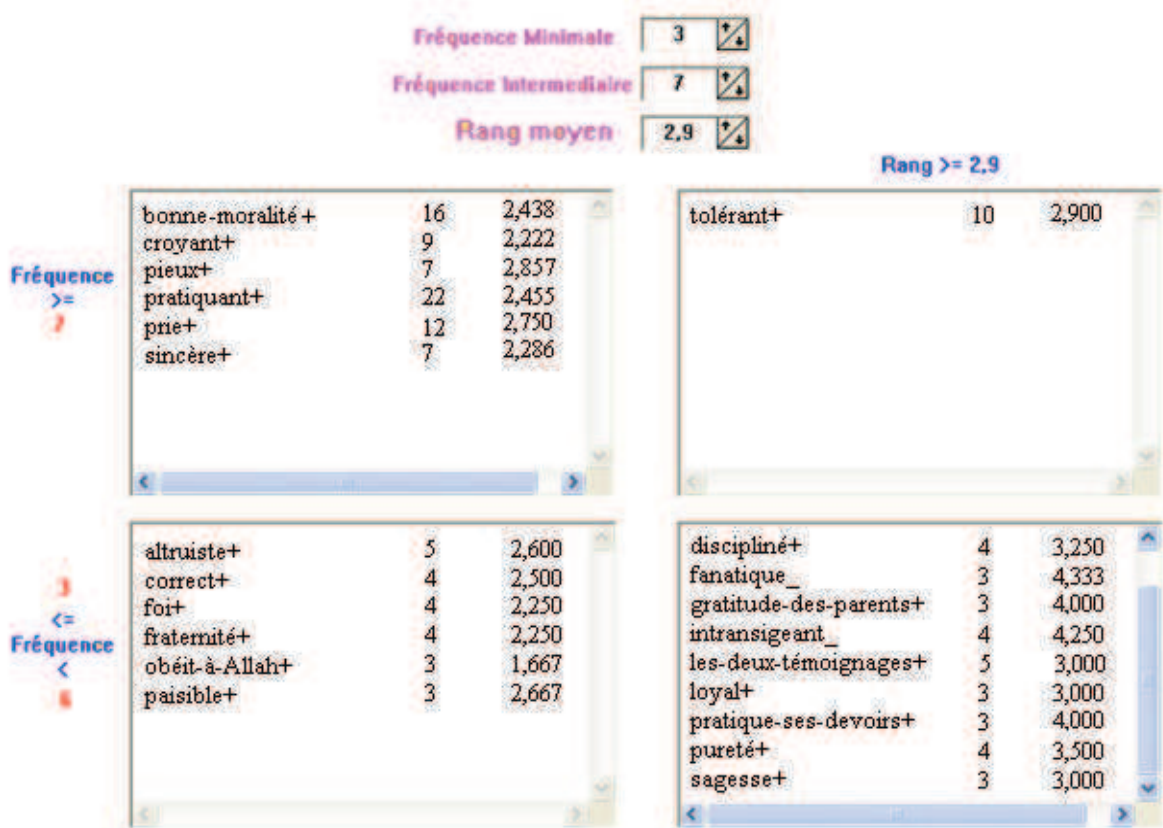 Fréquence Minimale 3
Fréquence Intermediaire 7
Rang moyen 2,9
Rang >= 2,9
Fréquence
>=
7
bonne-moralité+ 16 2,438
croyant+ 9 2,222
pieux+ 7 2,857
pratiquant+ 22 2,455
prie+ 12 2,750
sincère+ 7 2,286
tolérant+ 10 2,900
3
<=
Fréquence
<
6
altruiste+ 5 2,600
correct+ 4 2,500
foi+ 4 2,250
fraternité+ 4 2,250
obéit-à-Allah+ 3 1,667
paisible+ 3 2,667
discipliné+ 4 3,250
fanatique_ 3 4,333
gratitude-des-parents+ 3 4,000
intransigeant_ 4 4,250
les-deux-témoignages+ 5 3,000
loyal+ 3 3,000
pratique-ses-devoirs+ 3 4,000
pureté+ 4 3,500
sagesse+ 3 3,000